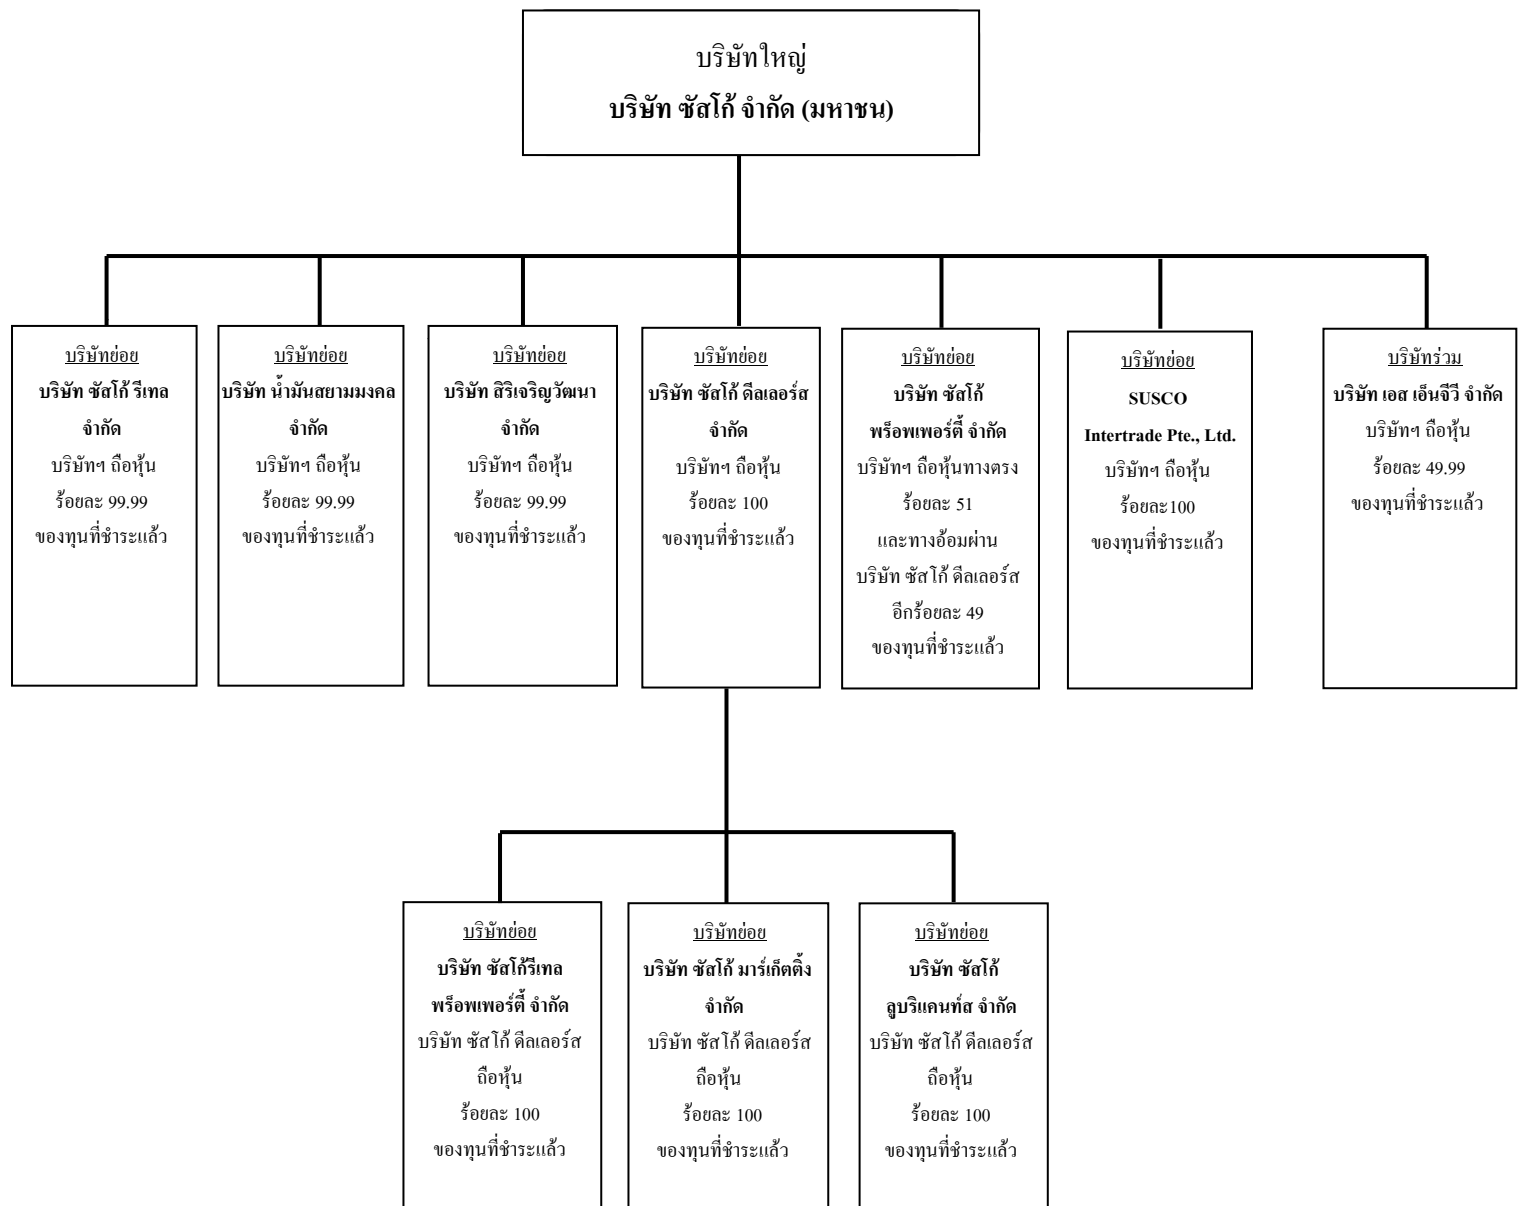 บริษัทใหญ่
บริษัท ซัสโก้ จำกัด (มหาชน)
บริษัทย่อย
บริษัท ซัสโก้ รีเทล
จำกัด
บริษัทฯ ถือหุ้น
ร้อยละ 99.99
ของทุนที่ชำระแล้ว
บริษัทย่อย
บริษัท น้ำมันสยามมงคล
จำกัด
บริษัทฯ ถือหุ้น
ร้อยละ 99.99
ของทุนที่ชำระแล้ว
บริษัทย่อย
บริษัท สิริเจริญวัฒนา
จำกัด
บริษัทฯ ถือหุ้น
ร้อยละ 99.99
ของทุนที่ชำระแล้ว
บริษัทย่อย
บริษัท ซัสโก้ ดีลเลอร์ส
จำกัด
บริษัทฯ ถือหุ้น
ร้อยละ 100
ของทุนที่ชำระแล้ว
บริษัทย่อย
บริษัท ซัสโก้
พร็อพเพอร์ตี้ จำกัด
บริษัทฯ ถือหุ้นทางตรง
ร้อยละ 51
และทางอ้อมผ่าน
บริษัท ซัสโก้ ดีลเลอร์ส
อีกร้อยละ 49
ของทุนที่ชำระแล้ว
บริษัทย่อย
SUSCO
Intertrade Pte., Ltd.
บริษัทฯ ถือหุ้น
ร้อยละ100
ของทุนที่ชำระแล้ว
บริษัทร่วม
บริษัท เอส เอ็นจีวี จำกัด
บริษัทฯ ถือหุ้น
ร้อยละ 49.99
ของทุนที่ชำระแล้ว
บริษัทย่อย
บริษัท ซัสโก้รีเทล
พร็อพเพอร์ตี้ จำกัด
บริษัท ซัสโก้ ดีลเลอร์ส
ถือหุ้น
ร้อยละ 100
ของทุนที่ชำระแล้ว
บริษัทย่อย
บริษัท ซัสโก้ มาร์เก็ตติ้ง
จำกัด
บริษัท ซัสโก้ ดีลเลอร์ส
ถือหุ้น
ร้อยละ 100
ของทุนที่ชำระแล้ว
บริษัทย่อย
บริษัท ซัสโก้
ลูบริแคนท์ส จำกัด
บริษัท ซัสโก้ ดีลเลอร์ส
ถือหุ้น
ร้อยละ 100
ของทุนที่ชำระแล้ว